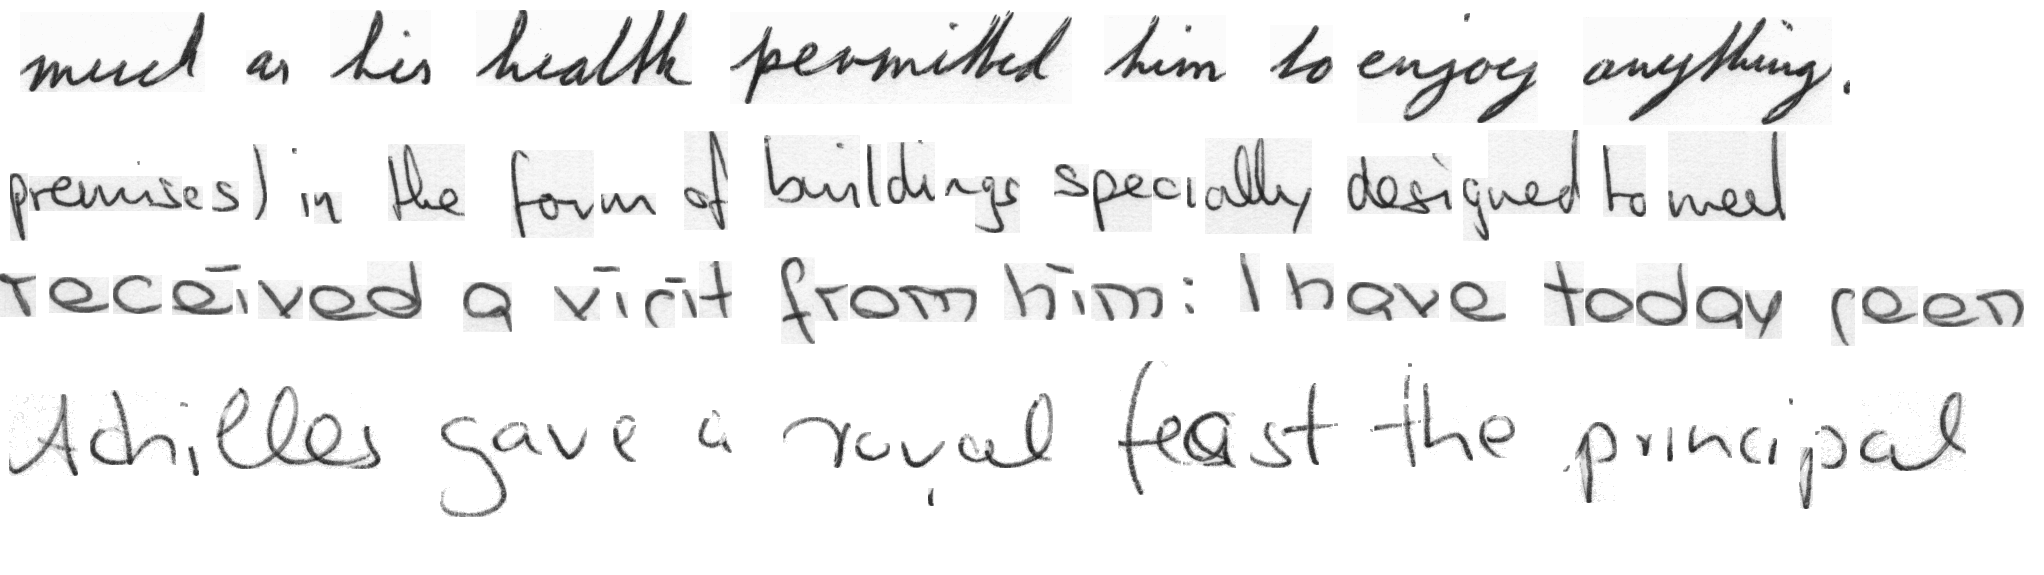 much as his health permitted him to enjoy anything.
premises) in the form of buildings specially designed to meet
received a visit from him: I have today seen
Achilles gave a royal feast the principal